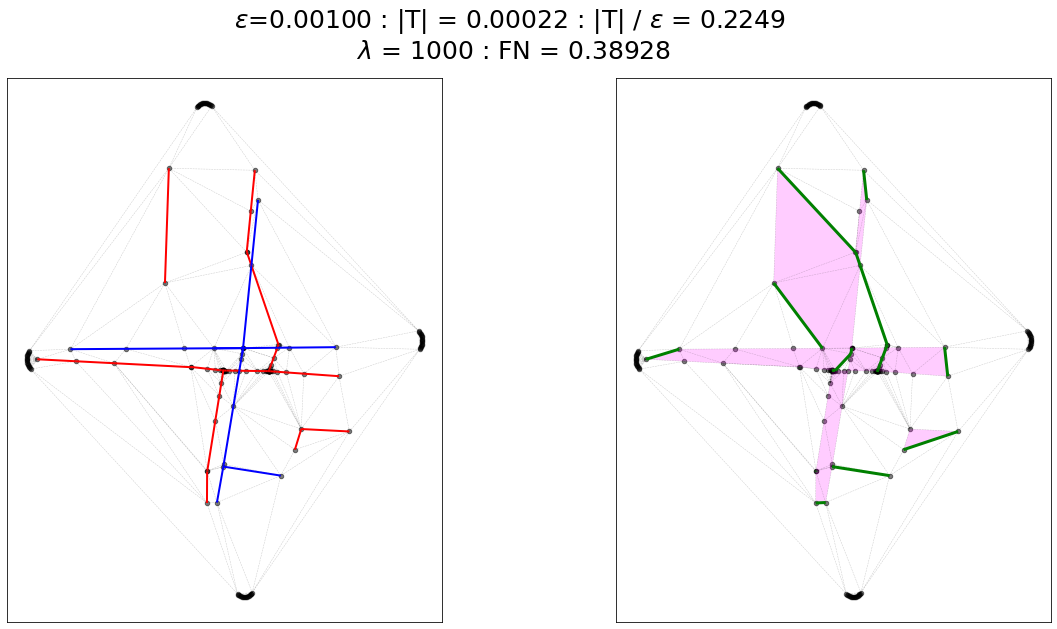 ε=0.00100 : |T| = 0.00022 : |T| / ε = 0.2249
λ = 1000 : FN = 0.38928